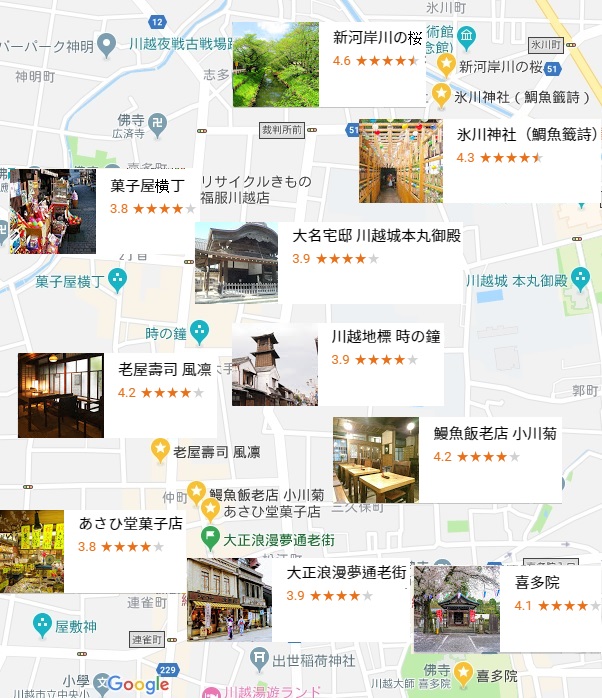 氷川町
12
バーパーク神明
川越夜戦古戦場跡
新河岸川の桜
4.6
術館
念館)
氷川町
神明町
志多
新河岸川の桜
51
氷川神社（鯛魚籤詩）
佛寺
広済寺
裁判所前
51
氷川神社（鯛魚籤詩）
4.3
喜多町
菓子屋横丁
3.8
リサイクルきもの
福服川越店
大名宅邸 川越城本丸御殿
3.9
2丁目
菓子屋横丁
川越城 本丸御殿
時の鐘
川越地標 時の鐘
3.9
老屋壽司 風凛
4.2
大手
郭町
鰻魚飯老店 小川菊
4.2
老屋壽司 風凛
仲町
鰻魚飯老店 小川菊
あさひ堂菓子店
三久保町
あさひ堂菓子店
3.8
大正浪漫夢通老街
松江町
大正浪漫夢通老街
3.9
喜多院
4.1
連雀町
屋敷神
連雀町
出世稲荷神社
229
小學
川越市立中央小
Google
川越漫遊ランド
佛寺
川越大師 喜多院
喜多院